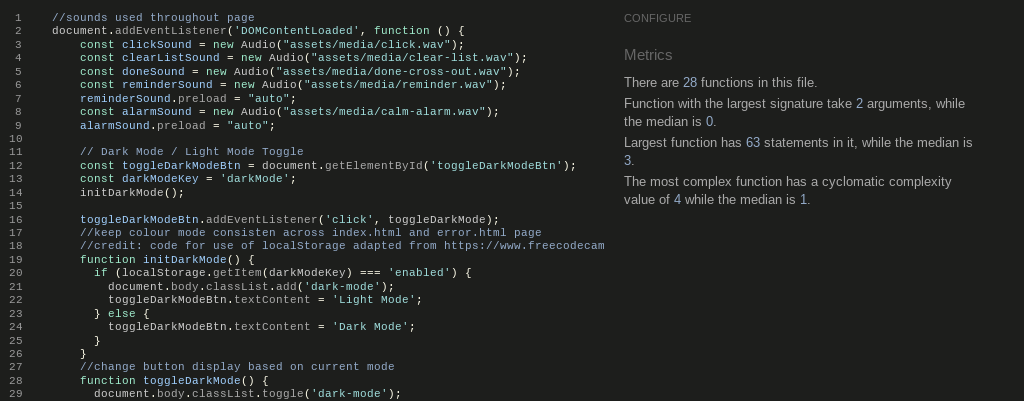 1 //sounds used throughout page
2 document.addEventListener('DOMContentLoaded', function () {
3 const clickSound = new Audio("assets/media/click.wav");
4 const clearListSound = new Audio("assets/media/clear-list.wav");
5 const doneSound = new Audio("assets/media/done-cross-out.wav");
6 const reminderSound = new Audio("assets/media/reminder.wav");
7 reminderSound.preload = "auto";
8 const alarmSound = new Audio("assets/media/calm-alarm.wav");
9 alarmSound.preload = "auto";
10
11 // Dark Mode / Light Mode Toggle
12 const toggleDarkModeBtn = document.getElementById('toggleDarkModeBtn');
13 const darkModeKey = 'darkMode';
14 initDarkMode();
15
16 toggleDarkModeBtn.addEventListener('click', toggleDarkMode);
17 //keep colour mode consisten across index.html and error.html page
18 //credit: code for use of localStorage adapted from https://www.freecodecam
19 function initDarkMode() {
20 if (localStorage.getItem(darkModeKey) === 'enabled') {
21 document.body.classList.add('dark-mode');
22 toggleDarkModeBtn.textContent = 'Light Mode';
23 } else {
24 toggleDarkModeBtn.textContent = 'Dark Mode';
25 }
26 }
27 //change button display based on current mode
28 function toggleDarkMode() {
29 document.body.classList.toggle('dark-mode');
CONFIGURE
Metrics
There are 28 functions in this file.
Function with the largest signature take 2 arguments, while
the median is 0.
Largest function has 63 statements in it, while the median is
3.
The most complex function has a cyclomatic complexity
value of 4 while the median is 1.